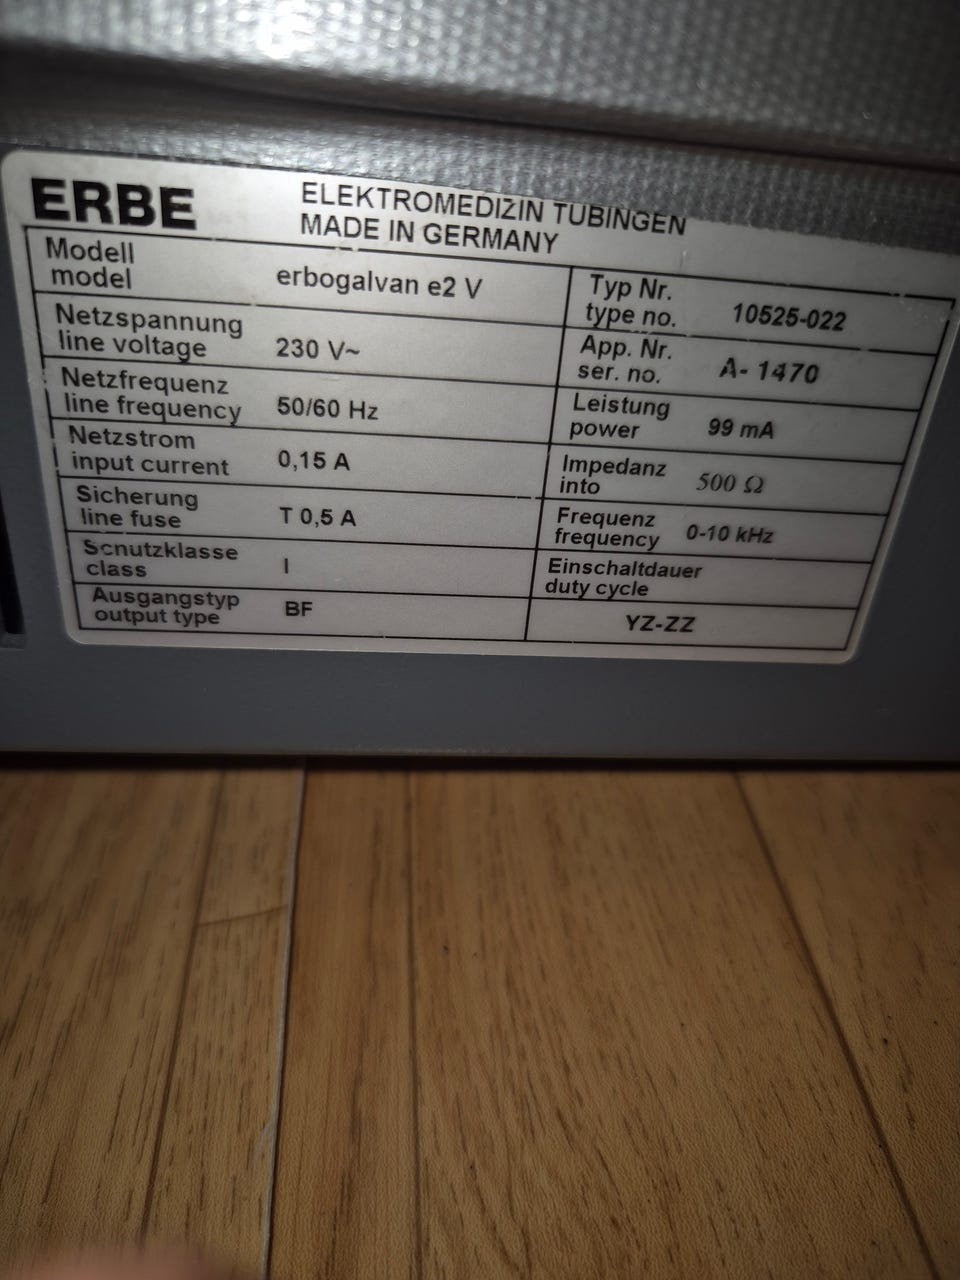 ERBE
ELEKTROMEDIZIN TUBINGEN
MADE IN GERMANY
Modell
model
erbogalvan e2 V
Typ Nr.
type no.
10525-022
Netzspannung
line voltage
230 V~
App. Nr.
ser. no.
A- 1470
Netzfrequenz
line frequency
50/60 Hz
Leistung
power
99 mA
Netzstrom
input current
0,15 A
Impedanz
into
500 Ω
Sicherung
line fuse
T 0,5 A
Frequenz
frequency
0-10 kHz
Schutzklasse
class
I
Einschaltdauer
duty cycle
Ausgangstyp
output type
BF
YZ-ZZ